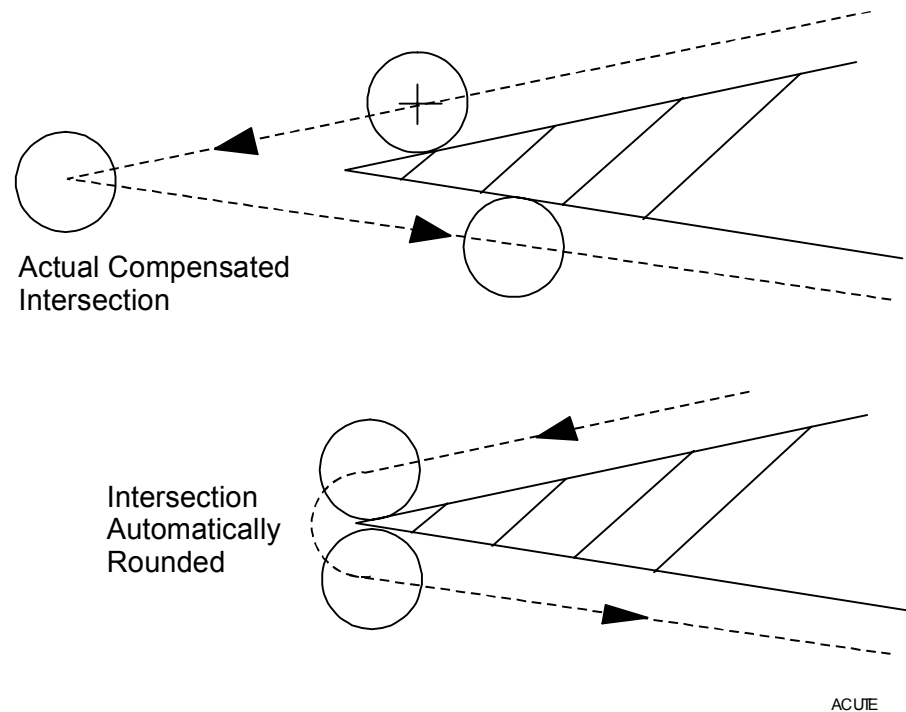 Actual Compensated
Intersection
Intersection
Automatically
Rounded
ACUTE